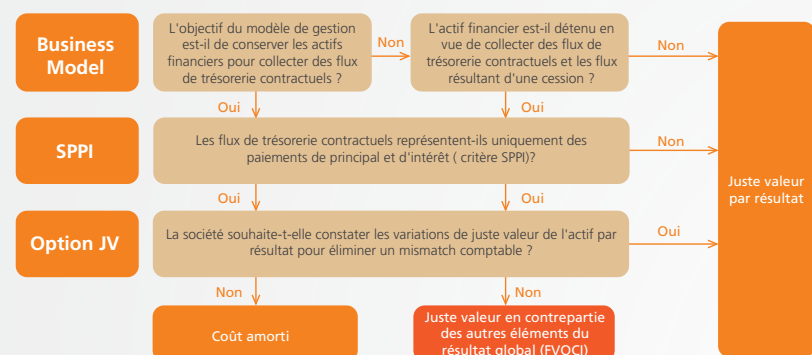 Business
Model
L'objectif du modèle de gestion
est-il de conserver les actifs
financiers pour collecter des flux
de trésorerie contractuels ?
Non
L'actif financier est-il détenu en
vue de collecter des flux de
trésorerie contractuels et les flux
résultant d'une cession ?
Non
Oui
Oui
SPPI
Les flux de trésorerie contractuels représentent-ils uniquement des
paiements de principal et d'intérêt ( critère SPPI)?
Non
Juste valeur
par résultat
Oui
Oui
Option JV
La société souhaite-t-elle constater les variations de juste valeur de l'actif par
résultat pour éliminer un mismatch comptable ?
Oui
Non
Non
Coût amorti
Juste valeur en contrepartie
des autres éléments du
résultat global (FVOCI)